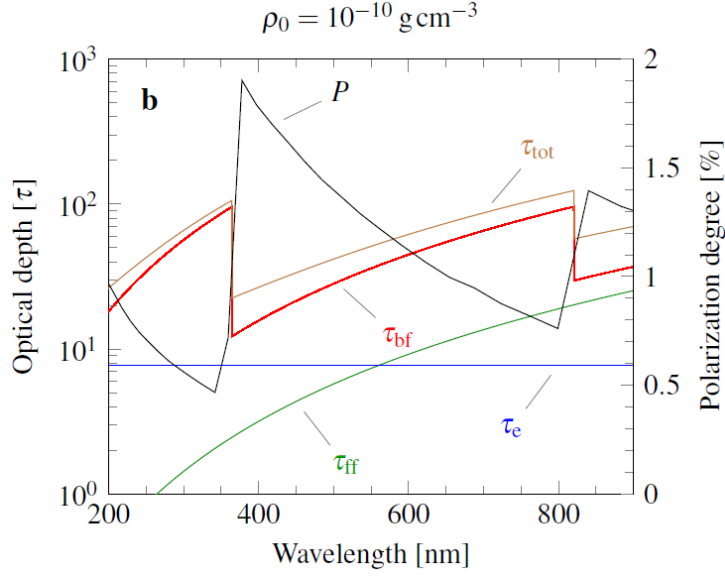 ρ₀ = 10⁻¹⁰ g cm⁻³
b
P
τtot
τbf
τe
τff
Optical depth [τ]
10³
10²
10¹
10⁰
Polarization degree [%]
2
1.5
1
0.5
0
200
400
600
800
Wavelength [nm]